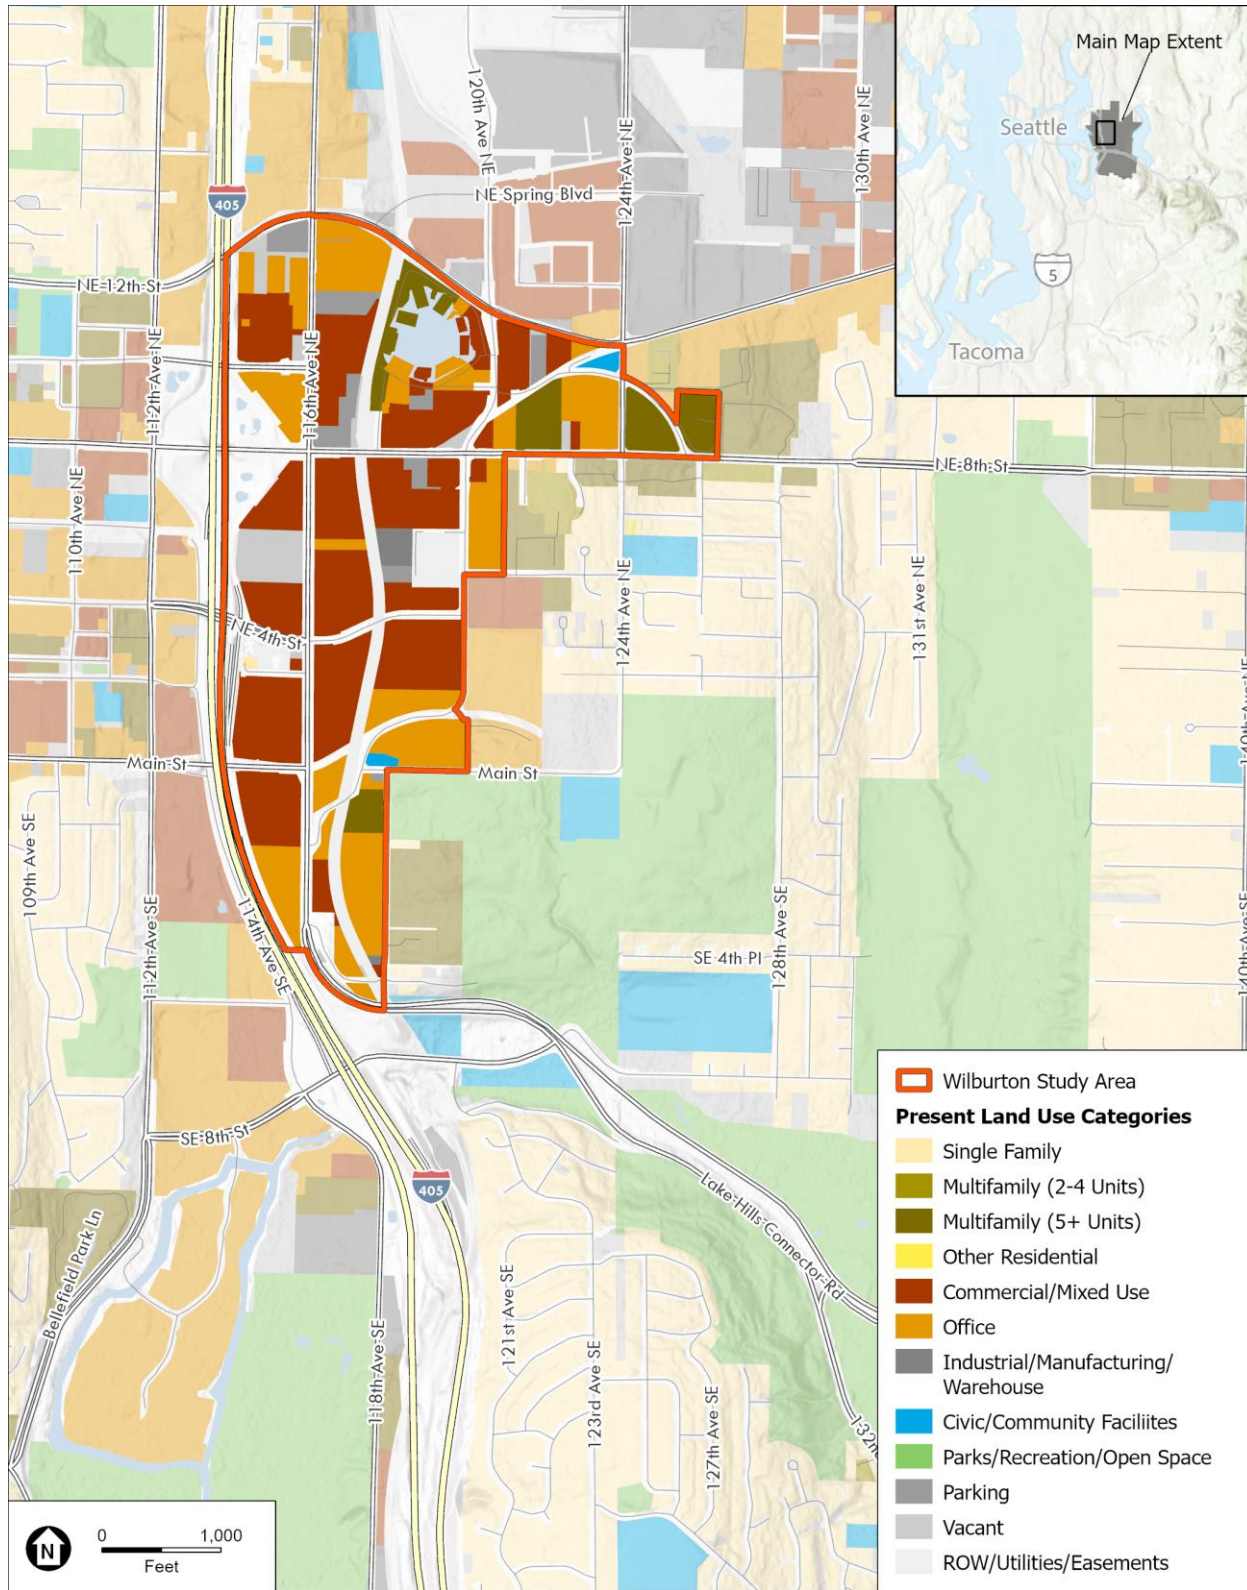 Main Map Extent
Seattle
5
Tacoma
120th Ave NE
124th Ave NE
130th Ave NE
NE Spring Blvd
405
NE 12th St
112th Ave NE
116th Ave NE
NE 8th St
110th Ave NE
124th Ave NE
131st Ave NE
NE 4th St
140th Ave NE
Main St
Main St
109th Ave SE
112th Ave SE
114th Ave SE
SE 4th Pl
128th Ave SE
140th Ave SE
SE 8th St
405
Bellefield Park Ln
118th Ave SE
121st Ave SE
123rd Ave SE
127th Ave SE
Lake Hills Connector Rd
Wilburton Study Area
Present Land Use Categories
Single Family
Multifamily (2-4 Units)
Multifamily (5+ Units)
Other Residential
Commercial/Mixed Use
Office
Industrial/Manufacturing/
Warehouse
Civic/Community Faciliites
Parks/Recreation/Open Space
Parking
Vacant
ROW/Utilities/Easements
N
0 1,000
Feet